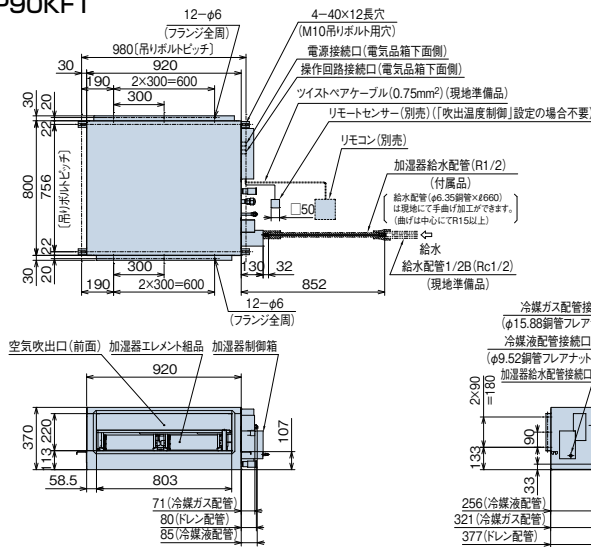 P90KFT
12−φ6
(フランジ全周)
4−40×12長穴
(M10吊りボルト用穴)
電源接続口(電気品箱下面側)
操作回路接続口(電気品箱下面側)
ツイストペアケーブル(0.75mm²)(現地準備品)
リモートセンサー(別売)(「吹出温度制御」設定の場合不要)
リモコン(別売)
加湿器給水配管(R1/2)
(付属品)
給水配管(φ6.35銅管×ℓ660)
は現地にて手曲げ加工ができます。
(曲げは中心にてR15以上)
給水
給水配管1/2B(Rc1/2)
(現地準備品)
980[吊りボルトピッチ]
30
920
190
2×300=600
300
30
20
22
800
756
[吊りボルトピッチ]
22
20
30
□50
130
32
852
300
190
2×300=600
12−φ6
(フランジ全周)
空気吹出口(前面)
加湿器エレメント組品
加湿器制御箱
920
370
220
113
107
58.5
803
71(冷媒ガス配管)
80(ドレン配管)
85(冷媒液配管)
冷媒ガス配管接
(φ15.88銅管フレア
冷媒液配管接続口
(φ9.52銅管フレアナット
加湿器給水配管接続口
2×90
=180
90
133
33
256(冷媒液配管)
321(冷媒ガス配管)
377(ドレン配管)